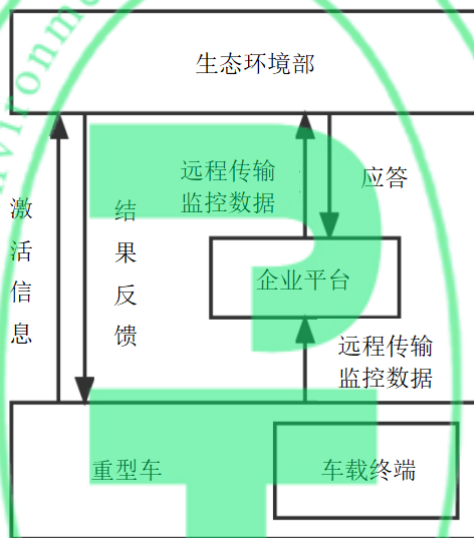 生态环境部
远程传输
监控数据
应答
激活信息
结果反馈
企业平台
远程传输
监控数据
重型车
车载终端